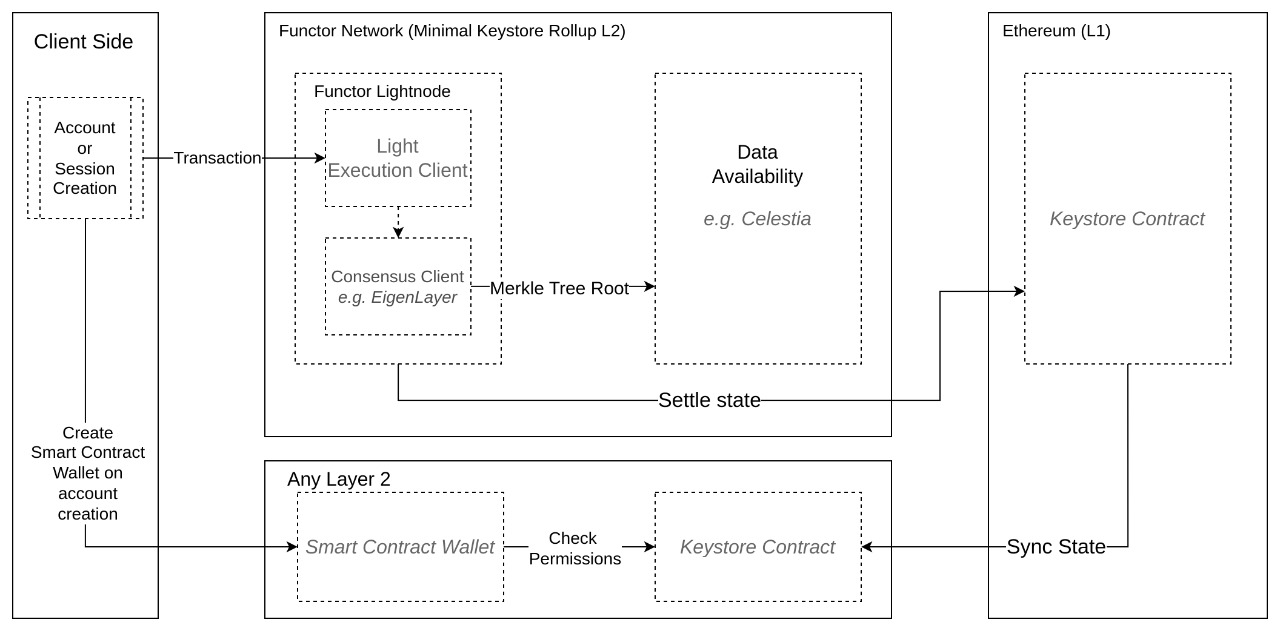 Client Side
Account
or
Session
Creation
Transaction
Create
Smart Contract
Wallet on
account
creation
Functor Network (Minimal Keystore Rollup L2)
Functor Lightnode
Light
Execution Client
Consensus Client
e.g. EigenLayer
Merkle Tree Root
Data
Availability
e.g. Celestia
Settle state
Any Layer 2
Smart Contract Wallet
Check
Permissions
Keystore Contract
Ethereum (L1)
Keystore Contract
Sync State